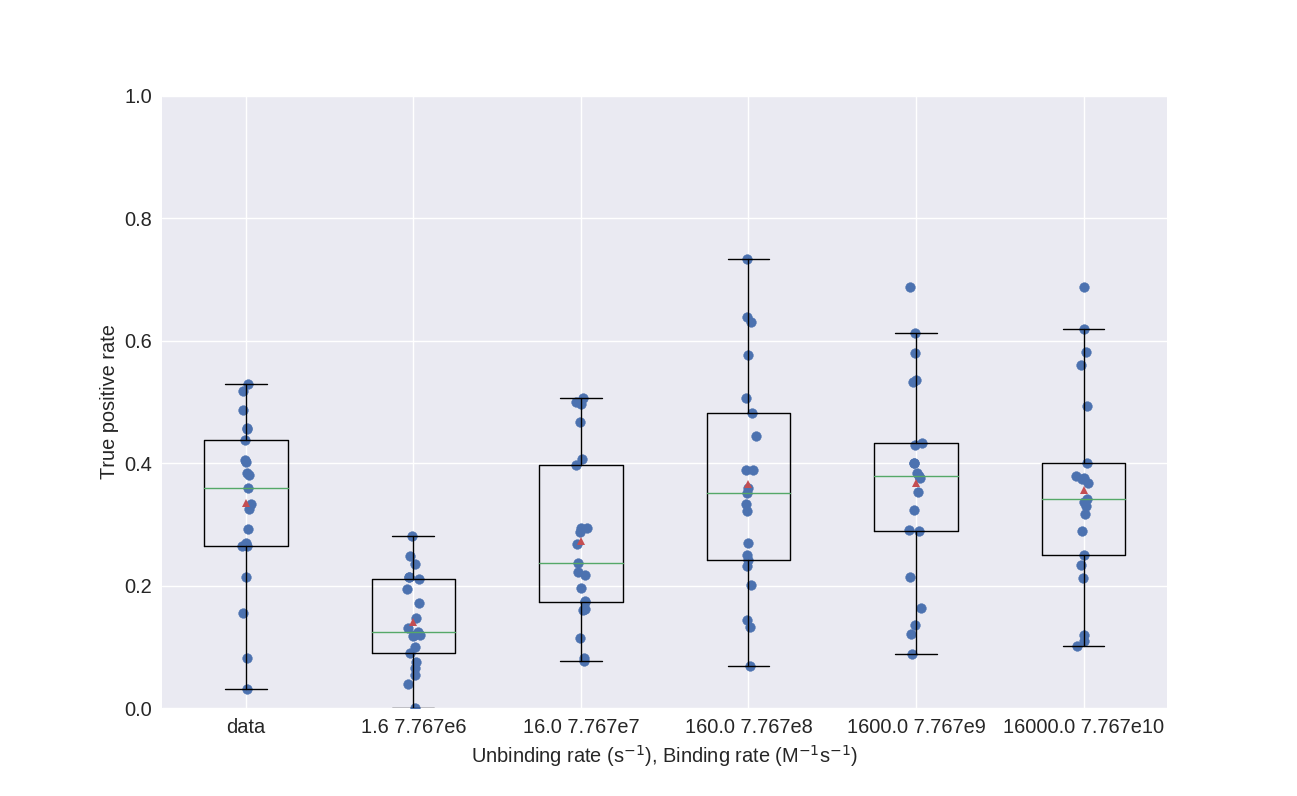 1.0
0.8
0.6
0.4
0.2
0.0
True positive rate
data 1.6 7.767e6 16.0 7.767e7 160.0 7.767e8 1600.0 7.767e9 16000.0 7.767e10
Unbinding rate (s⁻¹), Binding rate (M⁻¹s⁻¹)